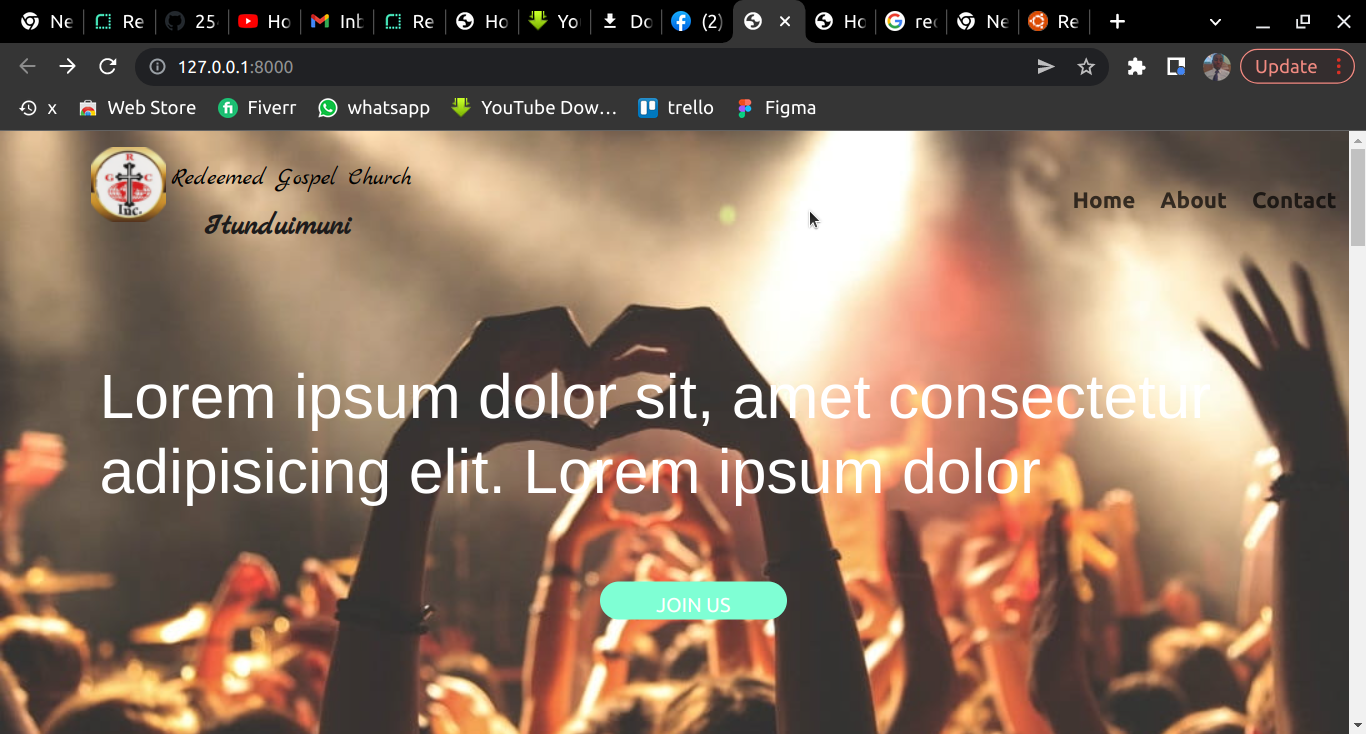 Ne
Re
25
Ho
Inb
Re
Ho
Yo
Do
(2)
Ho
rec
Ne
Re
127.0.0.1:8000
Update
x
Web Store
Fiverr
whatsapp
YouTube Dow…
trello
Figma
R
G C
Inc.
Redeemed Gospel Church
Itunduimuni
Home About Contact
Lorem ipsum dolor sit, amet consectetur
adipisicing elit. Lorem ipsum dolor
JOIN US